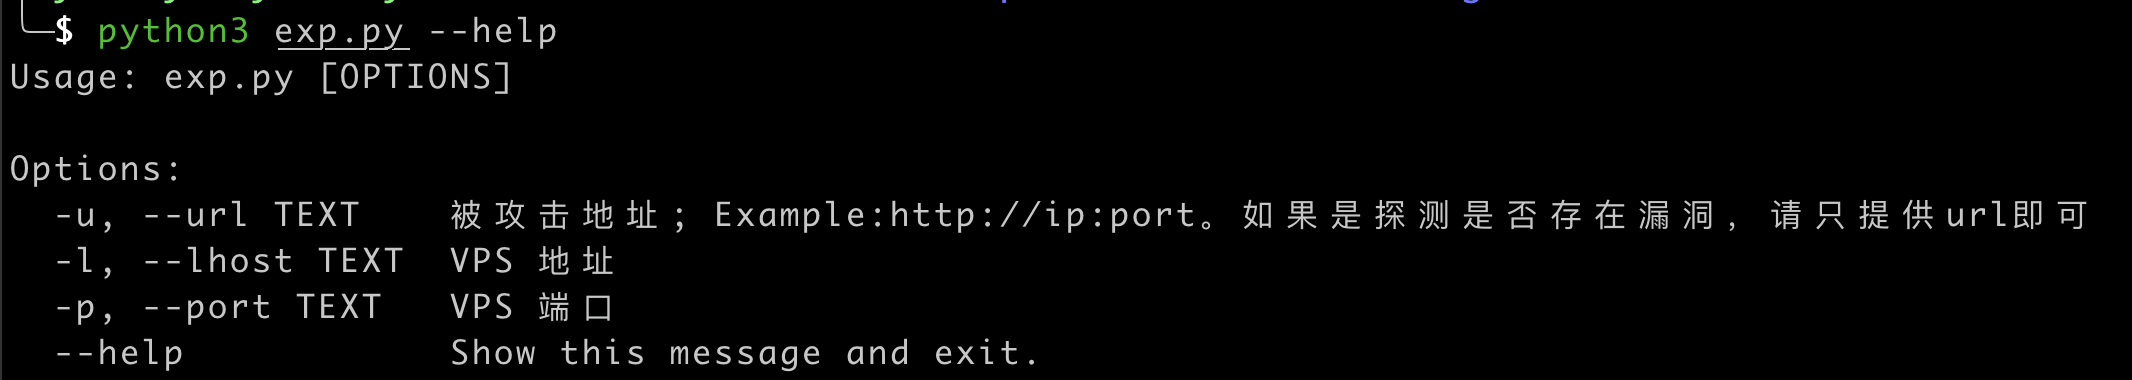 $ python3 exp.py --help
Usage: exp.py [OPTIONS]
Options:
-u, --url TEXT 被攻击地址; Example:http://ip:port。如果是探测是否存在漏洞, 请只提供url即可
-l, --lhost TEXT VPS 地址
-p, --port TEXT VPS 端口
--help Show this message and exit.